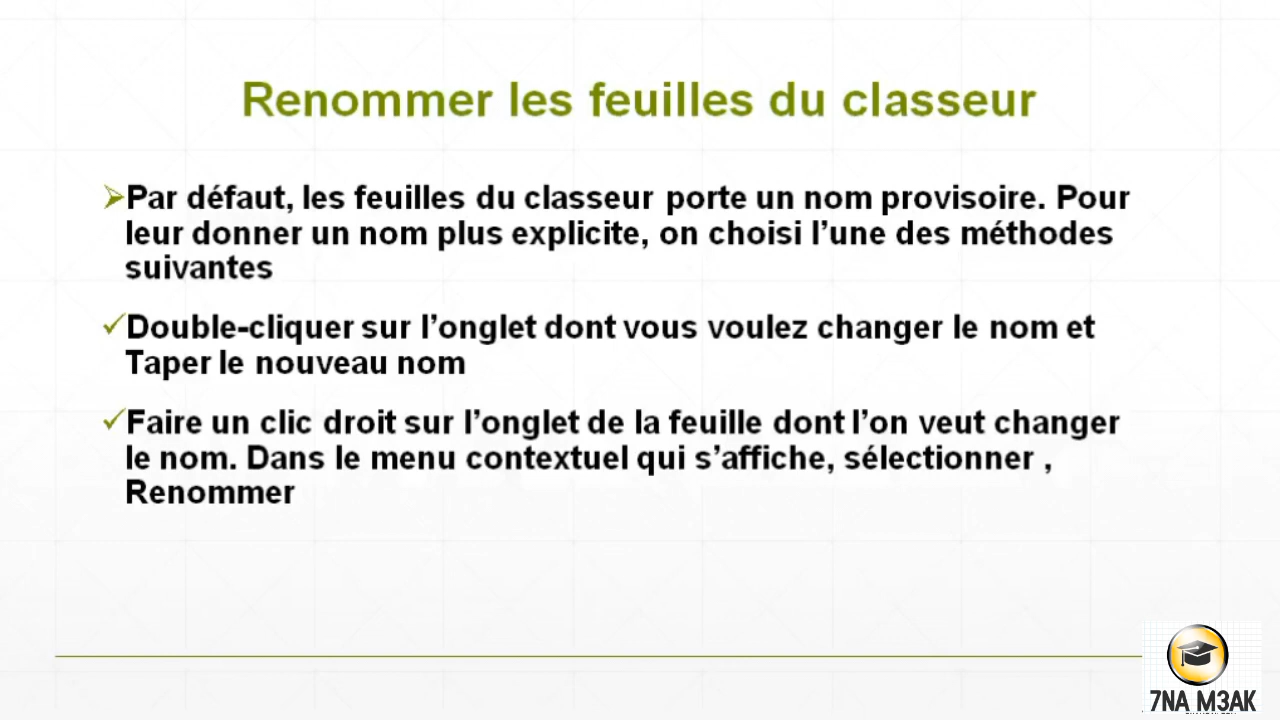 Renommer les feuilles du classeur
Par défaut, les feuilles du classeur porte un nom provisoire. Pour
leur donner un nom plus explicite, on choisi l’une des méthodes
suivantes
Double-cliquer sur l’onglet dont vous voulez changer le nom et
Taper le nouveau nom
Faire un clic droit sur l’onglet de la feuille dont l’on veut changer
le nom. Dans le menu contextuel qui s’affiche, sélectionner ,
Renommer
7NA M3AK